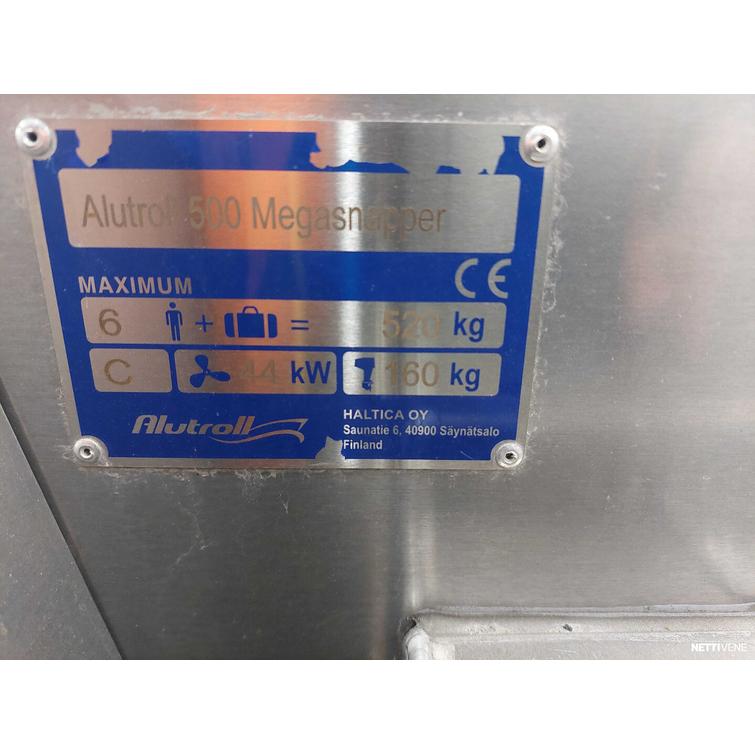 Alutroll 500 Megasnapper
MAXIMUM CE
6 + = 520 kg
C 44 kW 160 kg
Alutroll
HALTICA OY
Saunatie 6, 40900 Säynätsalo
Finland
NETTIVENE